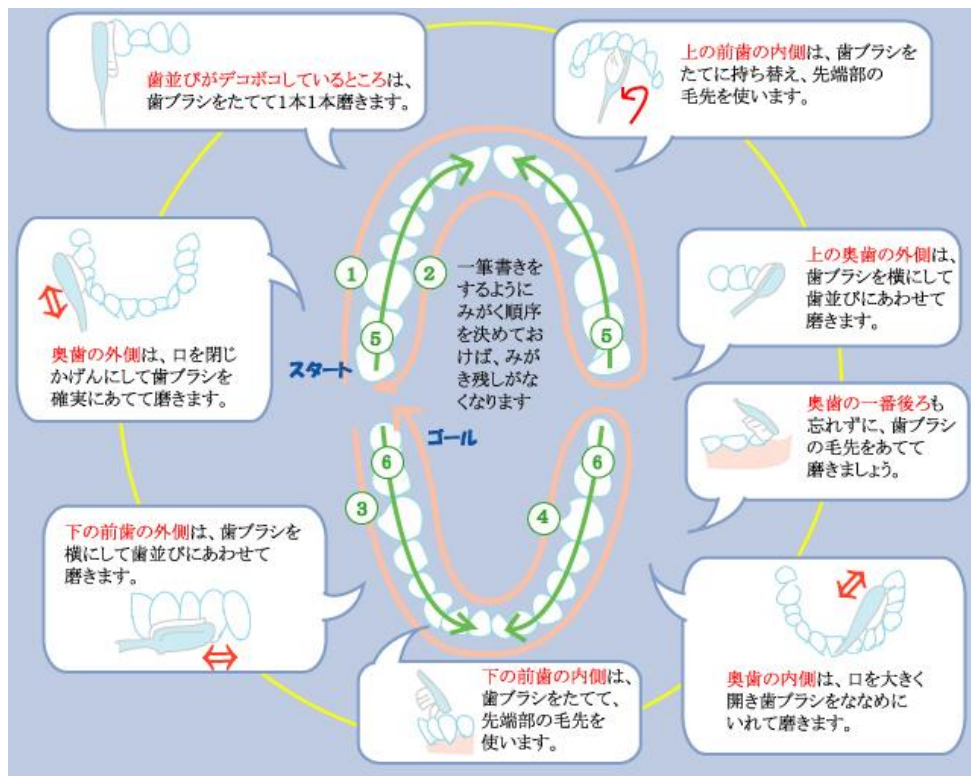 歯並びがデコボコしているところは、
歯ブラシをたてて1本1本磨きます。
上の前歯の内側は、歯ブラシを
たてに持ち替え、先端部の
毛先を使います。
奥歯の外側は、口を閉じ
かげんにして歯ブラシを
確実にあてて磨きます。
①
②
一筆書きを
するように
みがく順序
を決めてお
けば、みが
き残しがな
くなります
⑤
⑤
スタート
上の奥歯の外側は、
歯ブラシを横にして
歯並びにあわせて
磨きます。
奥歯の一番後ろも
忘れずに、歯ブラシ
の毛先をあてて
磨きましょう。
ゴール
⑥
⑥
③
④
下の前歯の外側は、歯ブラシを
横にして歯並びにあわせて
磨きます。
下の前歯の内側は、
歯ブラシをたてて、
先端部の毛先を
使います。
奥歯の内側は、口を大きく
開き歯ブラシをななめに
いれて磨きます。